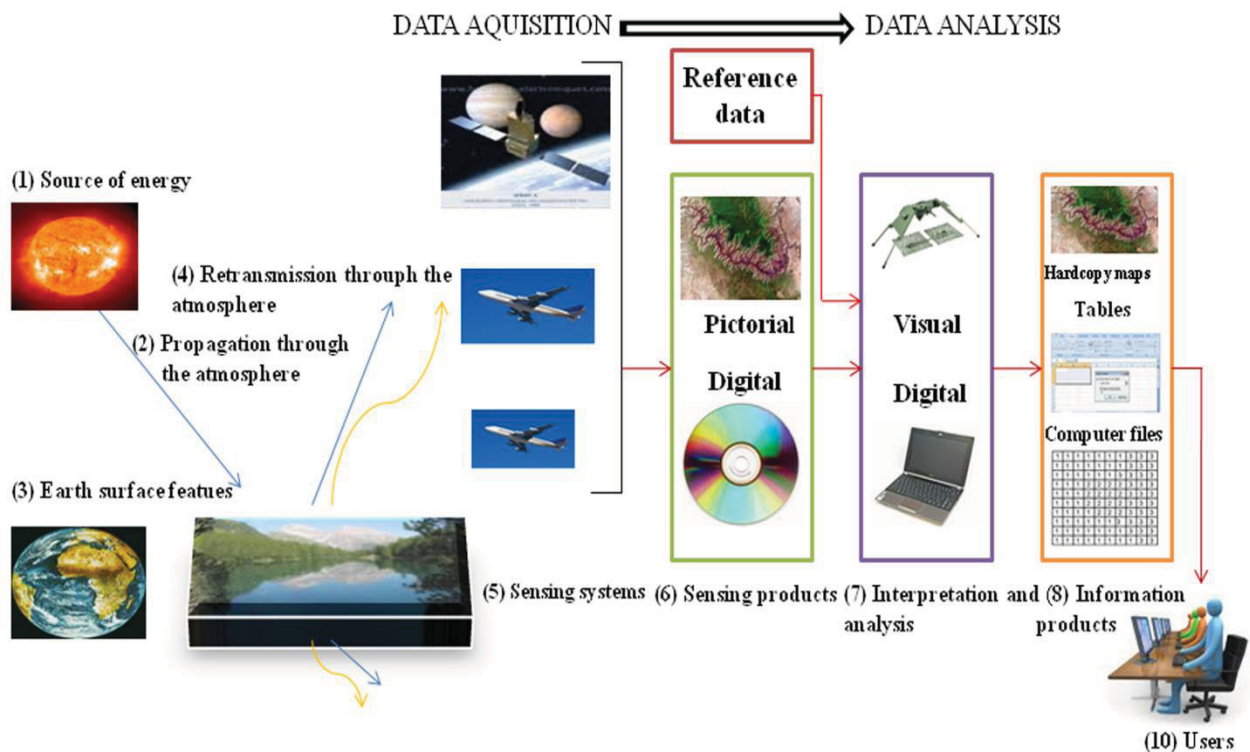 DATA AQUISITION
DATA ANALYSIS
Reference
data
(1) Source of energy
(4) Retransmission through the
atmosphere
(2) Propagation through
the atmosphere
(3) Earth surface featues
Pictorial
Digital
Visual
Digital
Hardcopy maps
Tables
Computer files
(5) Sensing systems
(6) Sensing products
(7) Interpretation and
analysis
(8) Information
products
(10) Users